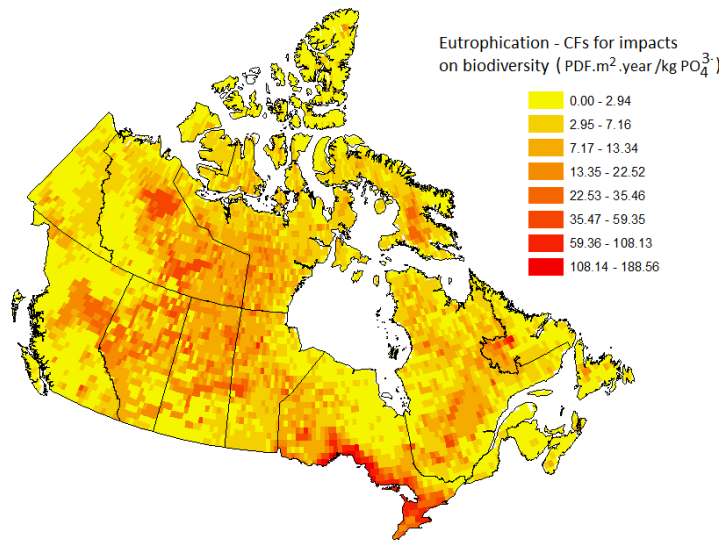 Eutrophication - CFs for impacts
on biodiversity ( PDF.m².year/kg PO₄³⁻)
0.00 - 2.94
2.95 - 7.16
7.17 - 13.34
13.35 - 22.52
22.53 - 35.46
35.47 - 59.35
59.36 - 108.13
108.14 - 188.56